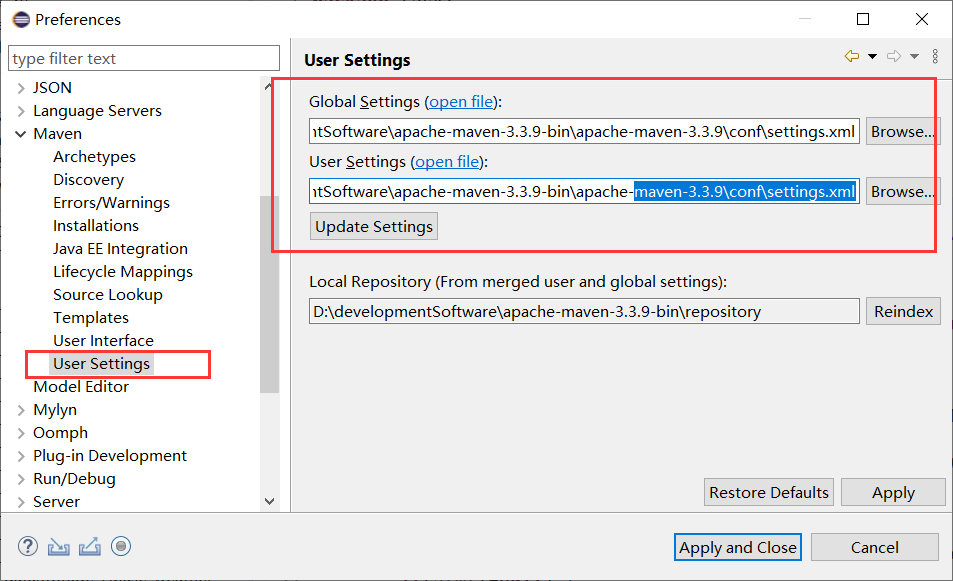 Preferences
type filter text
JSON
Language Servers
Maven
Archetypes
Discovery
Errors/Warnings
Installations
Java EE Integration
Lifecycle Mappings
Source Lookup
Templates
User Interface
User Settings
Model Editor
Mylyn
Oomph
Plug-in Development
Run/Debug
Server
User Settings
Global Settings (open file):
ntSoftware\apache-maven-3.3.9-bin\apache-maven-3.3.9\conf\settings.xml Browse...
User Settings (open file):
ntSoftware\apache-maven-3.3.9-bin\apache-maven-3.3.9\conf\settings.xml Browse...
Update Settings
Local Repository (From merged user and global settings):
D:\developmentSoftware\apache-maven-3.3.9-bin\repository Reindex
Restore Defaults Apply
Apply and Close Cancel